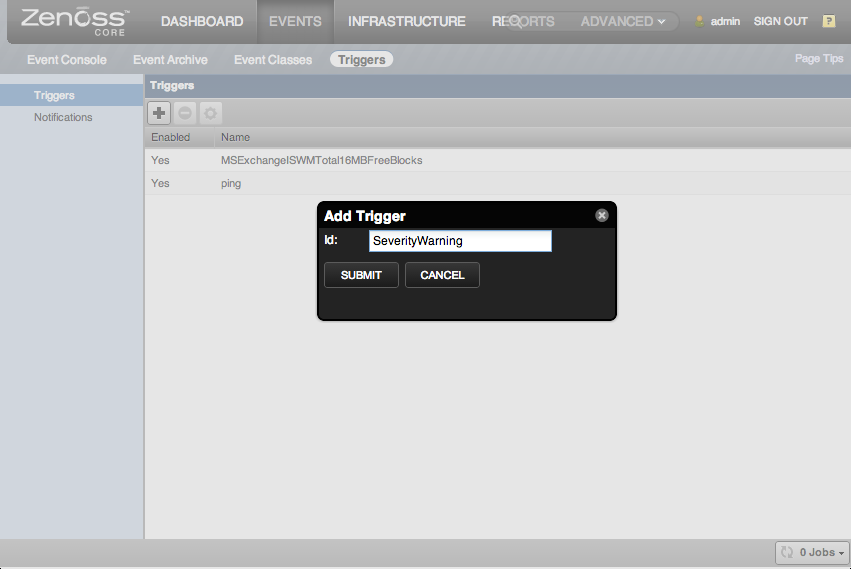 Zenoss™ CORE
DASHBOARD EVENTS INFRASTRUCTURE REPORTS ADVANCED admin SIGN OUT ?
Event Console Event Archive Event Classes Triggers Page Tips
Triggers
Notifications
Triggers
Enabled Name
Yes MSExchangeISWMTotal16MBFreeBlocks
Yes ping
Add Trigger
Id: SeverityWarning
SUBMIT CANCEL
0 Jobs